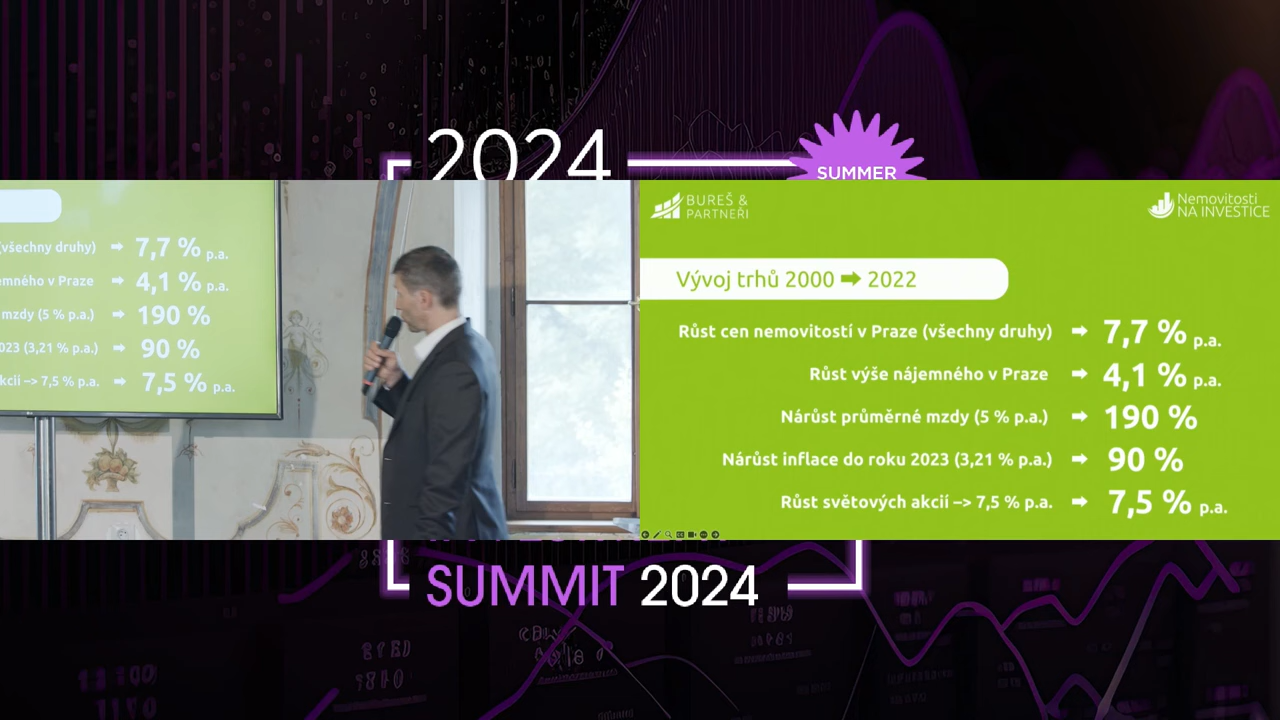 2024
SUMMER
(všechny druhy) ➡ 7,7 % p.a.
v Praze ➡ 4,1 % p.a.
mzdy (5 % p.a.) ➡ 190 %
(3,21 % p.a.) ➡ 90 %
–> 7,5 % p.a. ➡ 7,5 % p.a.
BUREŠ &
PARTNEŘI
Nemovitosti
NA INVESTICE
Vývoj trhů 2000 ➡ 2022
Růst cen nemovitostí v Praze (všechny druhy) ➡ 7,7 % p.a.
Růst výše nájemného v Praze ➡ 4,1 % p.a.
Nárůst průměrné mzdy (5 % p.a.) ➡ 190 %
Nárůst inflace do roku 2023 (3,21 % p.a.) ➡ 90 %
Růst světových akcií –> 7,5 % p.a. ➡ 7,5 % p.a.
SUMMIT 2024